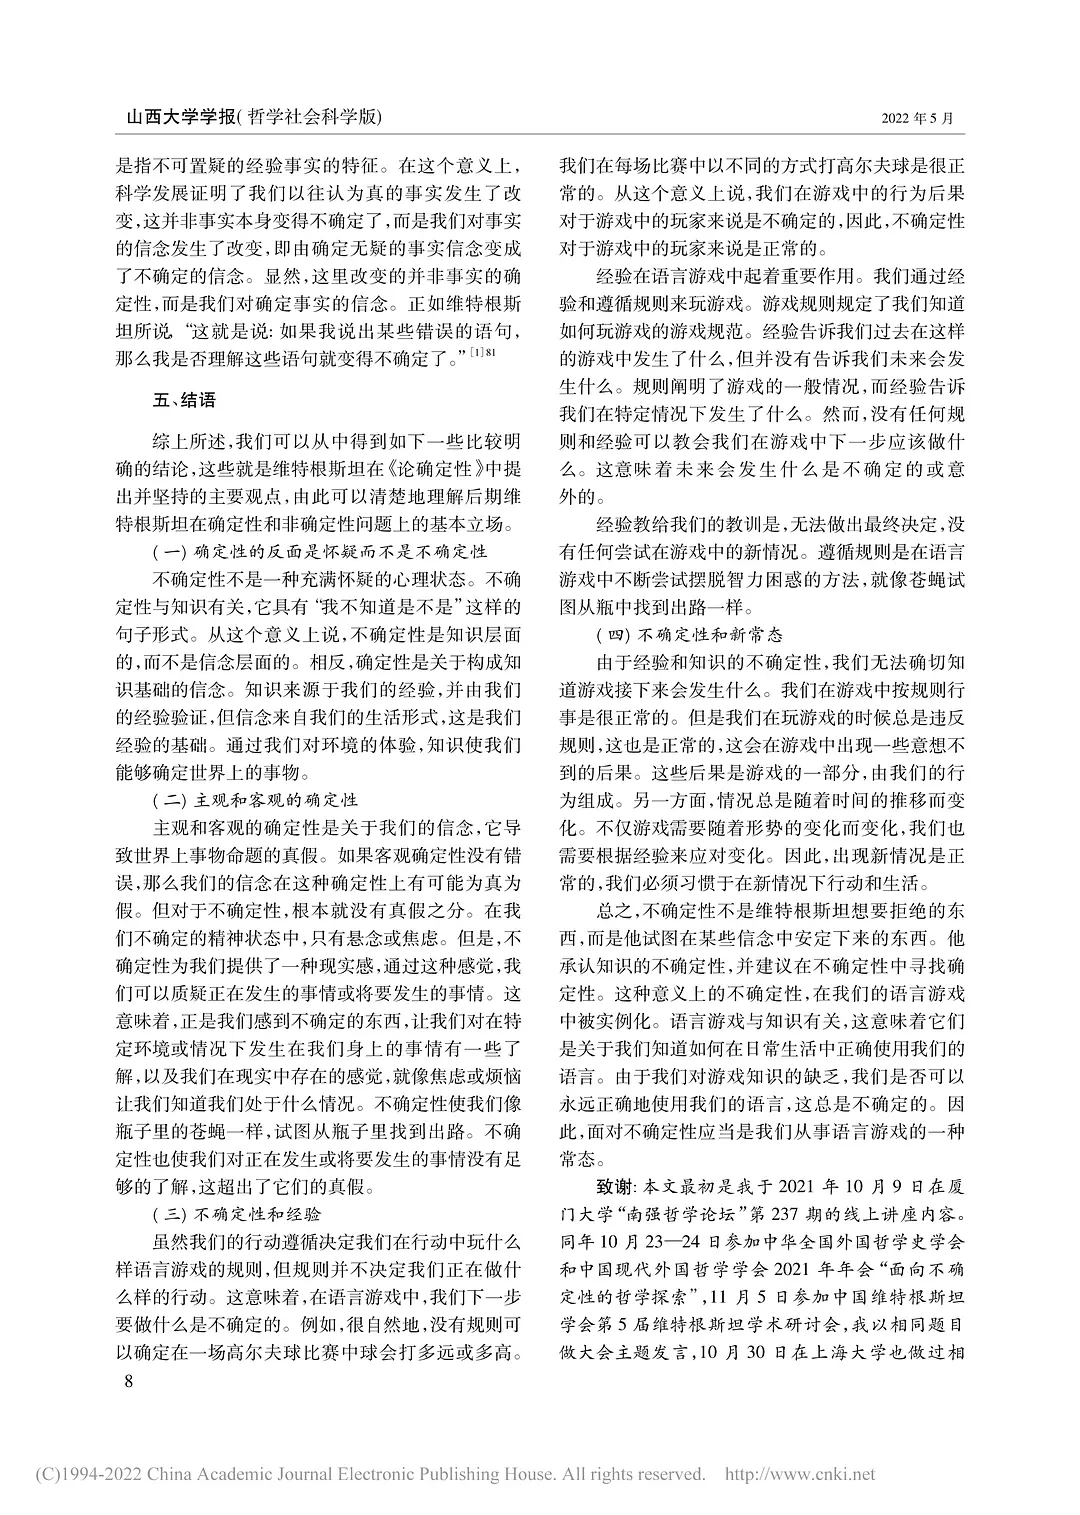 山西大学学报(哲学社会科学版)
2022年5月
是指不可置疑的经验事实的特征。在这个意义上,
科学发展证明了我们以往认为真的事实发生了改
变,这并非事实本身变得不确定了,而是我们对事实
的信念发生了改变,即由确定无疑的事实信念变成
了不确定的信念。显然,这里改变的并非事实的确
定性,而是我们对确定事实的信念。正如维特根斯
坦所说,“这就是说:如果我说出某些错误的语句,
那么我是否理解这些语句就变得不确定了。”[1]81
五、结语
综上所述,我们可以从中得到如下一些比较明
确的结论,这些就是维特根斯坦在《论确定性》中提
出并坚持的主要观点,由此可以清楚地理解后期维
特根斯坦在确定性和非确定性问题上的基本立场。
(一)确定性的反面是怀疑而不是不确定性
不确定性不是一种充满怀疑的心理状态。不确
定性与知识有关,它具有“我不知道是不是”这样的
句子形式。从这个意义上说,不确定性是知识层面
的,而不是信念层面的。相反,确定性是关于构成知
识基础的信念。知识来源于我们的经验,并由我们
的经验验证,但信念来自我们的生活形式,这是我们
经验的基础。通过我们对环境的体验,知识使我们
能够确定世界上的事物。
(二)主观和客观的确定性
主观和客观的确定性是关于我们的信念,它导
致世界上事物命题的真假。如果客观确定性没有错
误,那么我们的信念在这种确定性上有可能为真为
假。但对于不确定性,根本就没有真假之分。在我
们不确定的精神状态中,只有悬念或焦虑。但是,不
确定性为我们提供了一种现实感,通过这种感觉,我
们可以质疑正在发生的事情或将要发生的事情。这
意味着,正是我们感到不确定的东西,让我们对在特
定环境或情况下发生在我们身上的事情有一些了
解,以及我们在现实中存在的感觉,就像焦虑或烦恼
让我们知道我们处于什么情况。不确定性使我们像
瓶子里的苍蝇一样,试图从瓶子里找到出路。不确
定性也使我们对正在发生或将要发生的事情没有足
够的了解,这超出了它们的真假。
(三)不确定性和经验
虽然我们的行动遵循决定我们在行动中玩什么
样语言游戏的规则,但规则并不决定我们正在做什
么样的行动。这意味着,在语言游戏中,我们下一步
要做什么是不确定的。例如,很自然地,没有规则可
以确定在一场高尔夫球比赛中球会打多远或多高。
我们在每场比赛中以不同的方式打高尔夫球是很正
常的。从这个意义上说,我们在游戏中的行为后果
对于游戏中的玩家来说是不确定的,因此,不确定性
对于游戏中的玩家来说是正常的。
经验在语言游戏中起着重要作用。我们通过经
验和遵循规则来玩游戏。游戏规则规定了我们知道
如何玩游戏的游戏规范。经验告诉我们过去在这样
的游戏中发生了什么,但并没有告诉我们未来会发
生什么。规则阐明了游戏的一般情况,而经验告诉
我们在特定情况下发生了什么。然而,没有任何规
则和经验可以教会我们在游戏中下一步应该做什
么。这意味着未来会发生什么是不确定的或意
外的。
经验教给我们的教训是,无法做出最终决定,没
有任何尝试在游戏中的新情况。遵循规则是在语言
游戏中不断尝试摆脱智力困惑的方法,就像苍蝇试
图从瓶中找到出路一样。
(四)不确定性和新常态
由于经验和知识的不确定性,我们无法确切知
道游戏接下来会发生什么。我们在游戏中按规则行
事是很正常的。但是我们在玩游戏的时候总是违反
规则,这也是正常的,这会在游戏中出现一些意想不
到的后果。这些后果是游戏的一部分,由我们的行
为组成。另一方面,情况总是随着时间的推移而变
化。不仅游戏需要随着形势的变化而变化,我们也
需要根据经验来应对变化。因此,出现新情况是正
常的,我们必须习惯于在新情况下行动和生活。
总之,不确定性不是维特根斯坦想要拒绝的东
西,而是他试图在某些信念中安定下来的东西。他
承认知识的不确定性,并建议在不确定性中寻找确
定性。这种意义上的不确定性,在我们的语言游戏
中被实例化。语言游戏与知识有关,这意味着它们
是关于我们知道如何在日常生活中正确使用我们的
语言。由于我们对游戏知识的缺乏,我们是否可以
永远正确地使用我们的语言,这总是不确定的。因
此,面对不确定性应当是我们从事语言游戏的一种
常态。
致谢:本文最初是我于2021年10月9日在厦
门大学“南强哲学论坛”第237期的线上讲座内容。
同年10月23—24日参加中华全国外国哲学史学会
和中国现代外国哲学学会2021年年会“面向不确
定性的哲学探索”,11月5日参加中国维特根斯坦
学会第5届维特根斯坦学术研讨会,我以相同题目
做大会主题发言,10月30日在上海大学也做过相
8
(C)1994-2022 China Academic Journal Electronic Publishing House. All rights reserved. http://www.cnki.net